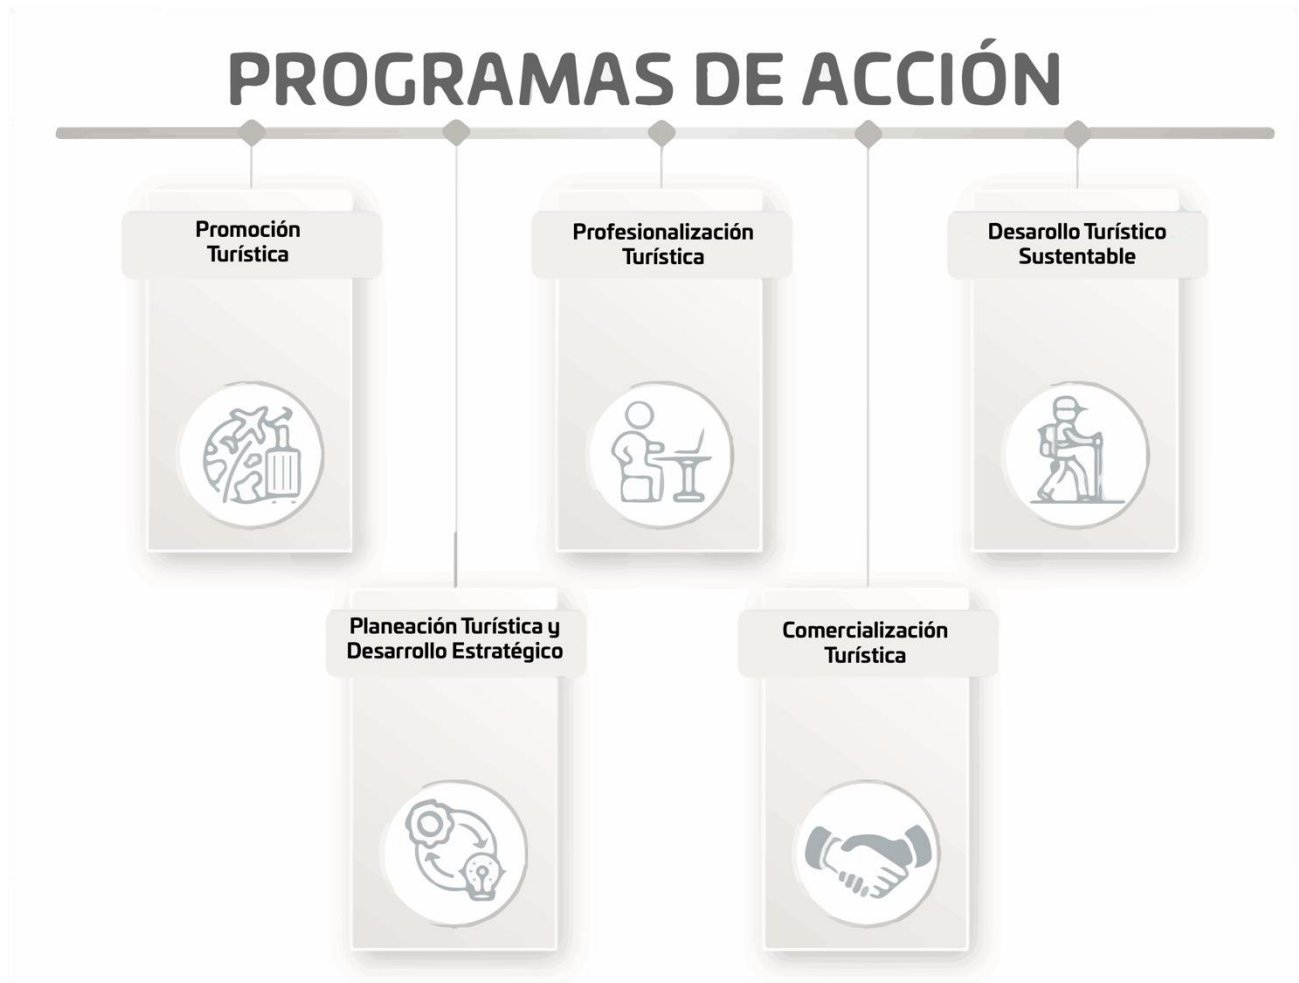 PROGRAMAS DE ACCIÓN
Promoción
Turística
Profesionalización
Turística
Desarollo Turístico
Sustentable
Planeación Turística y
Desarrollo Estratégico
Comercialización
Turística